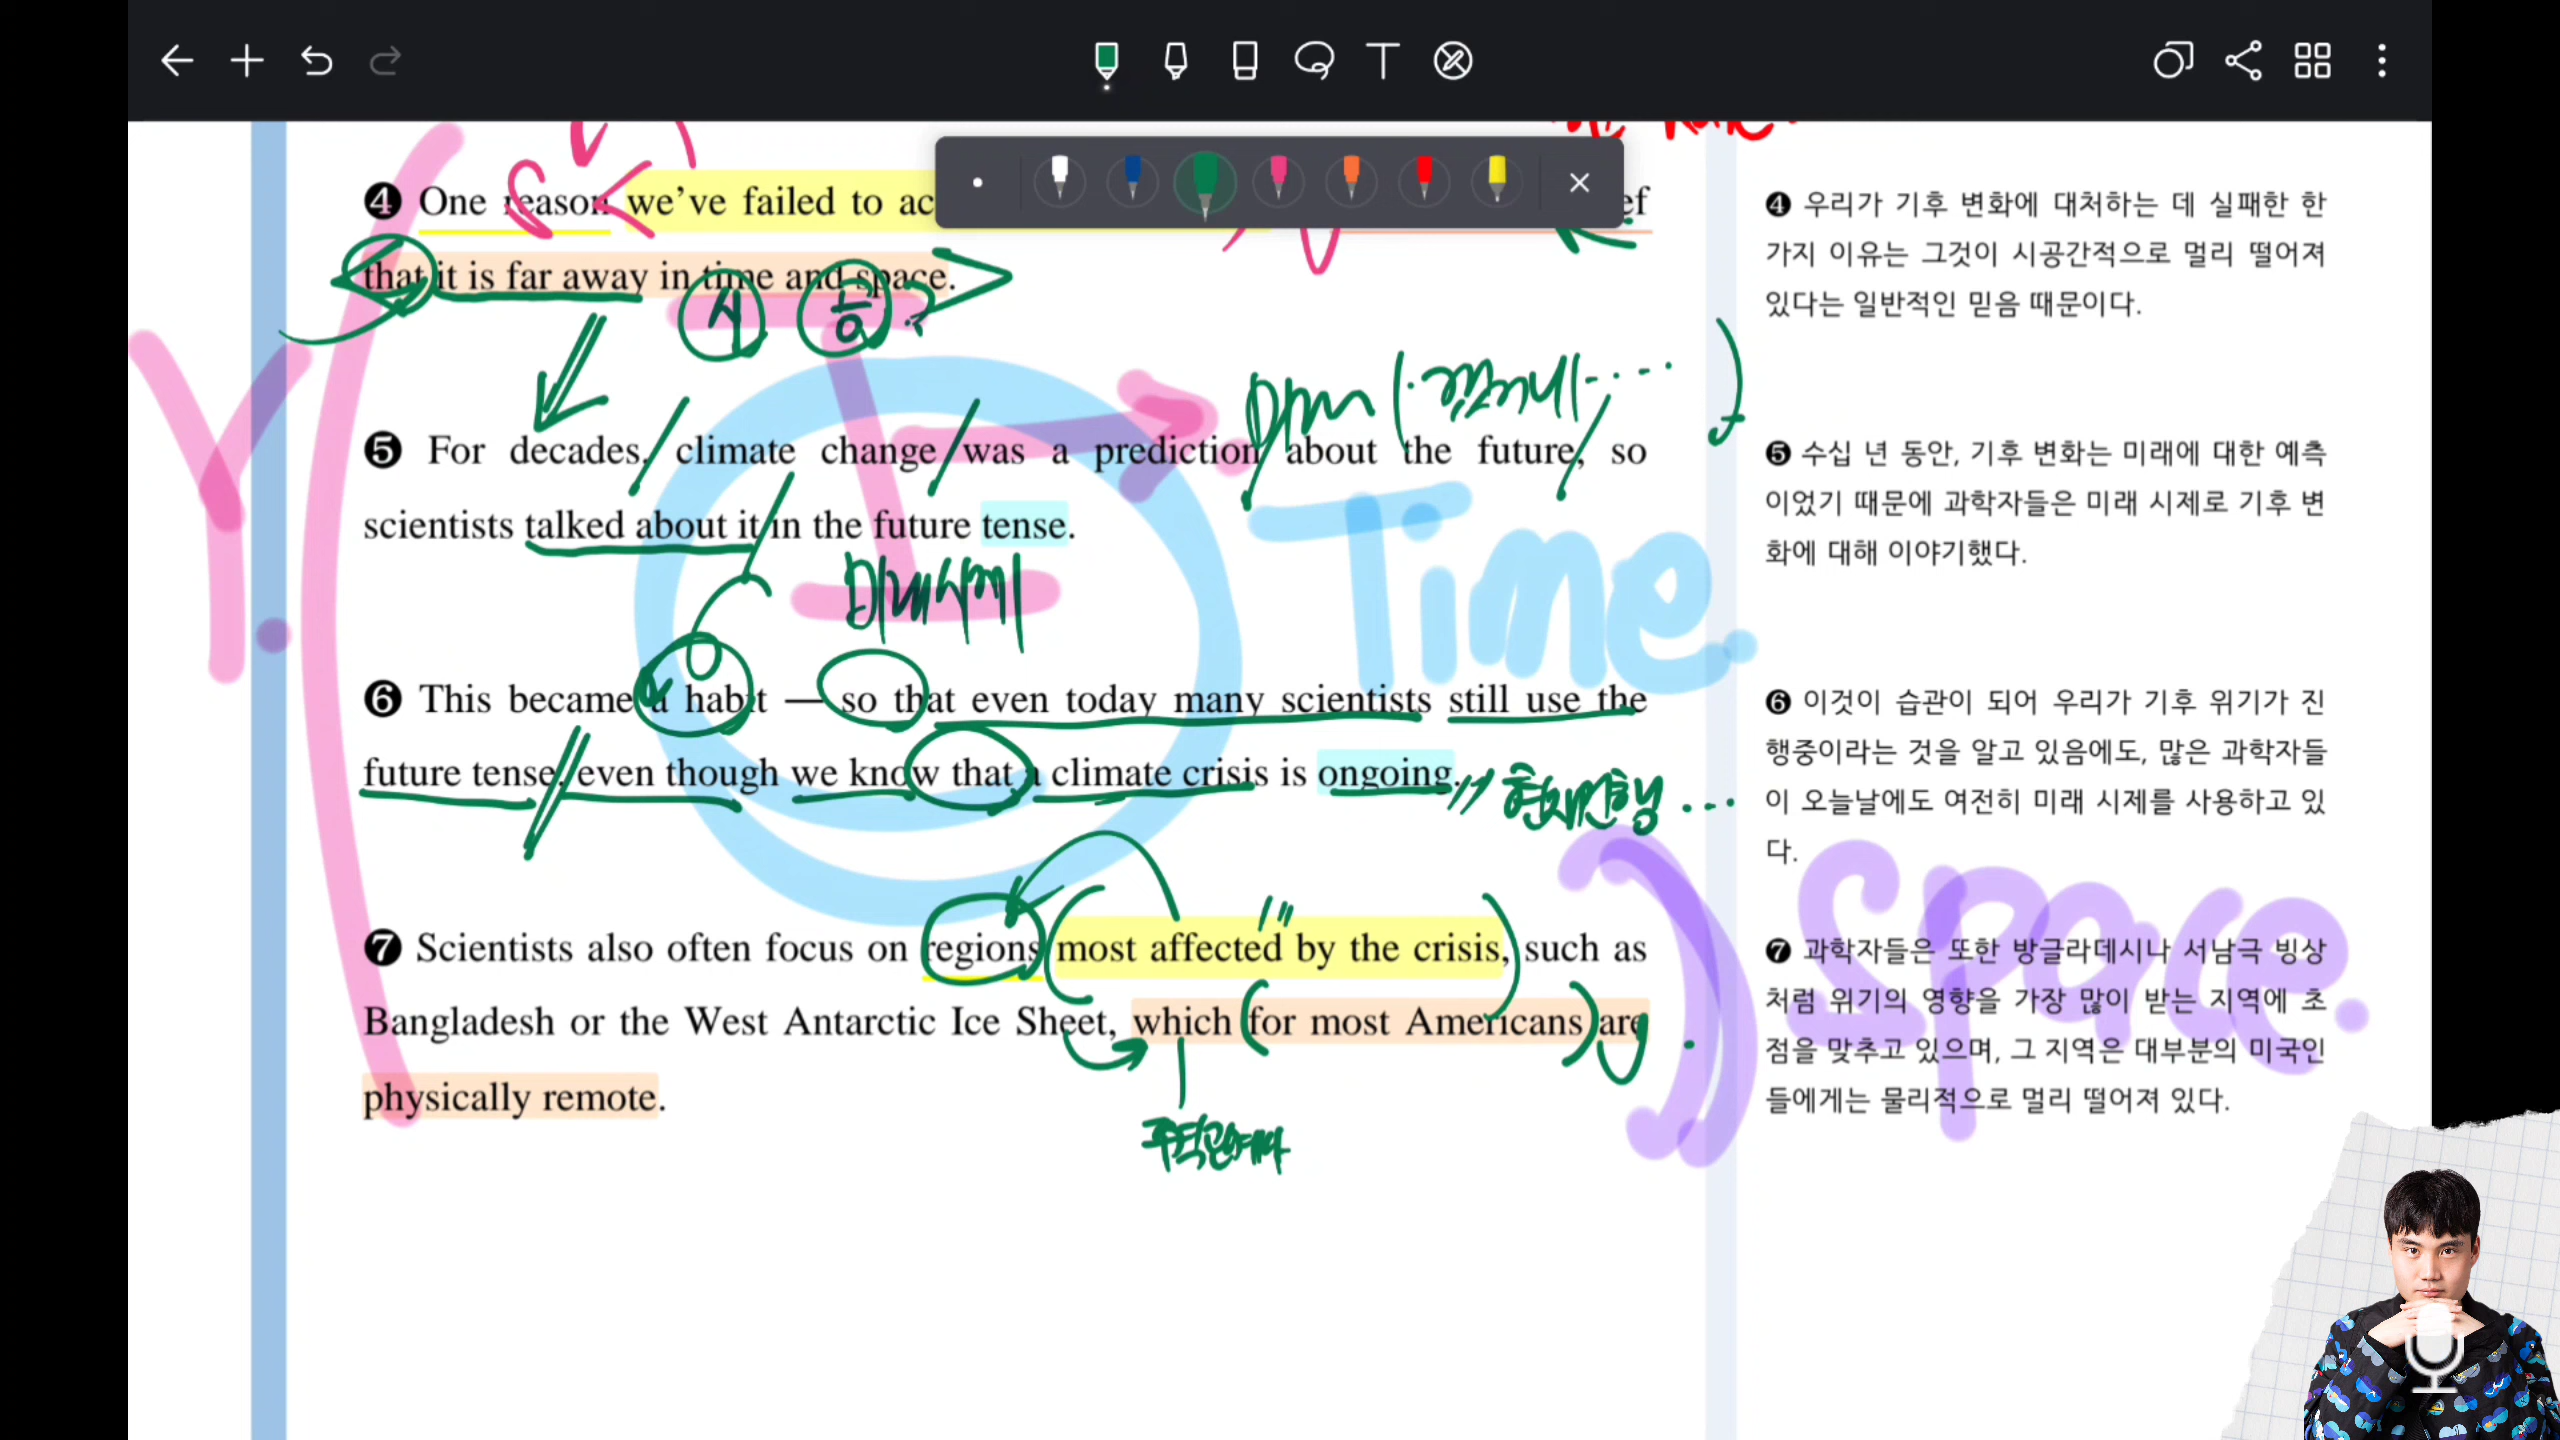 ❹ One reason we've failed to ac ef
that it is far away in time and space.
시 공 ?
❺ For decades, climate change was a prediction about the future, so
scientists talked about it in the future tense.
미래시제
Time.
❻ This became a habit — so that even today many scientists still use the
future tense, even though we know that a climate crisis is ongoing.
현재진행 ....
❼ Scientists also often focus on regions most affected by the crisis, such as
Bangladesh or the West Antarctic Ice Sheet, which for most Americans are
physically remote.
주격관계대
Y.
❹ 우리가 기후 변화에 대처하는 데 실패한 한
가지 이유는 그것이 시공간적으로 멀리 떨어져
있다는 일반적인 믿음 때문이다.
❺ 수십 년 동안, 기후 변화는 미래에 대한 예측
이었기 때문에 과학자들은 미래 시제로 기후 변
화에 대해 이야기했다.
❻ 이것이 습관이 되어 우리가 기후 위기가 진
행중이라는 것을 알고 있음에도, 많은 과학자들
이 오늘날에도 여전히 미래 시제를 사용하고 있
다.
Space.
❼ 과학자들은 또한 방글라데시나 서남극 빙상
처럼 위기의 영향을 가장 많이 받는 지역에 초
점을 맞추고 있으며, 그 지역은 대부분의 미국인
들에게는 물리적으로 멀리 떨어져 있다.